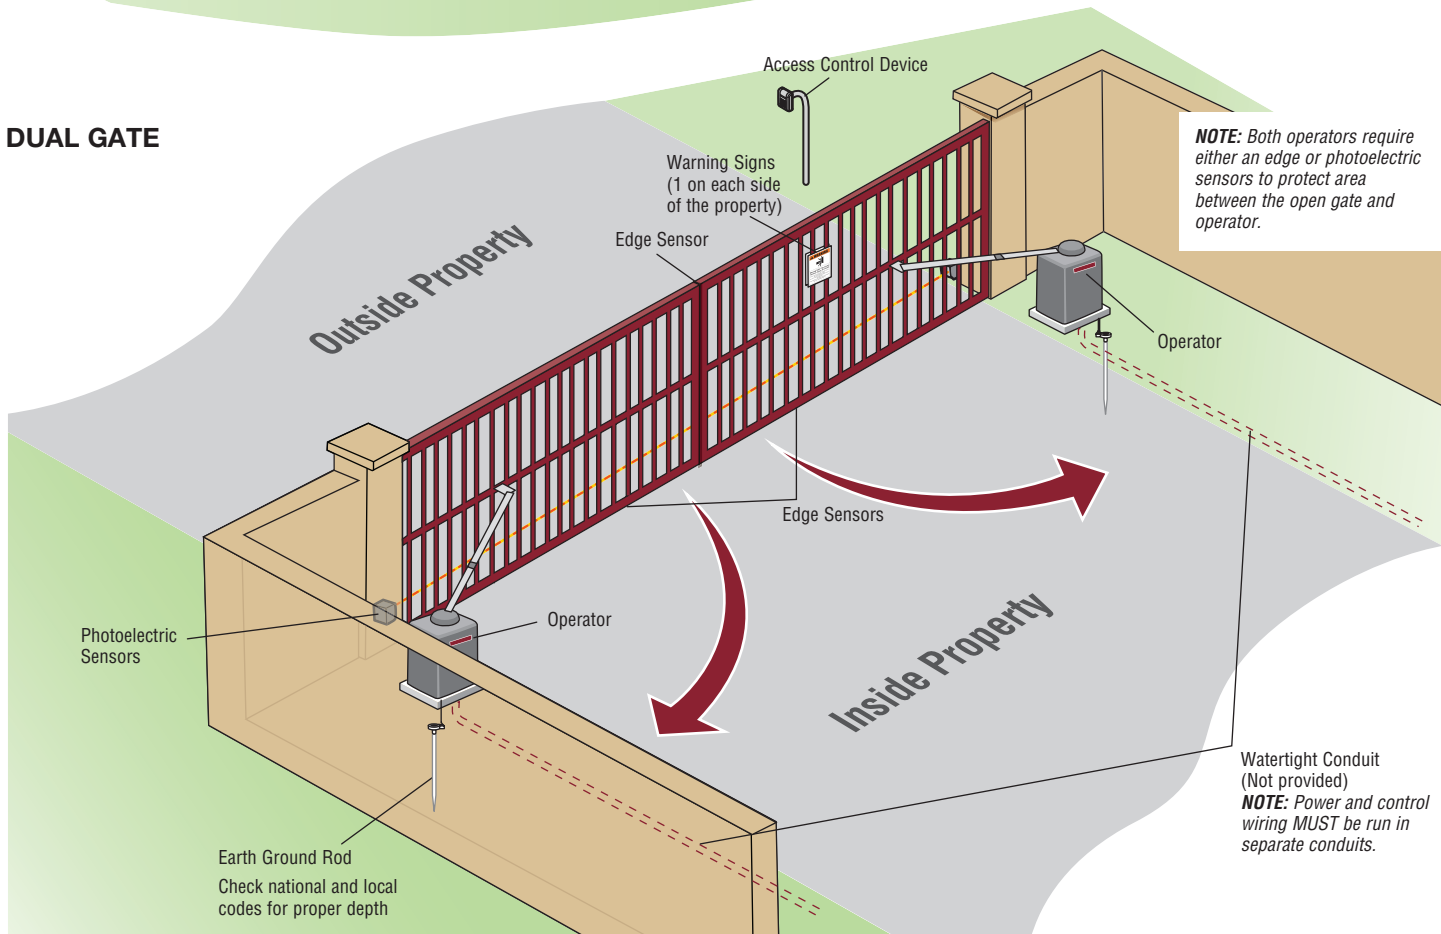 DUAL GATE
Access Control Device
NOTE: Both operators require
either an edge or photoelectric
sensors to protect area
between the open gate and
operator.
Warning Signs
(1 on each side
of the property)
Edge Sensor
Outside Property
Operator
Edge Sensors
Operator
Photoelectric
Sensors
Inside Property
Watertight Conduit
(Not provided)
NOTE: Power and control
wiring MUST be run in
separate conduits.
Earth Ground Rod
Check national and local
codes for proper depth